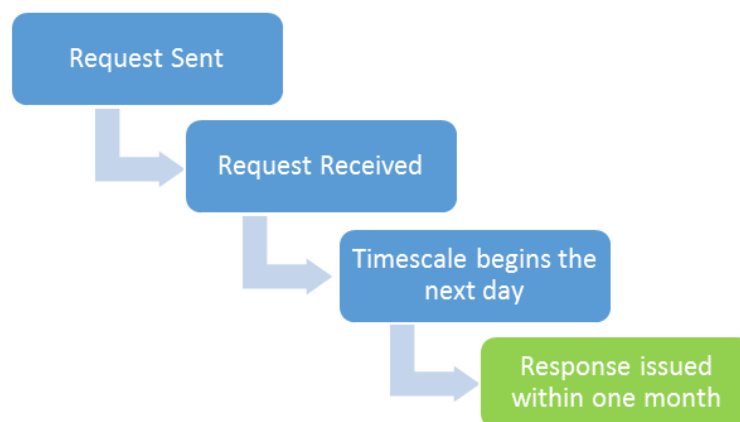 Request Sent
Request Received
Timescale begins the
next day
Response issued
within one month